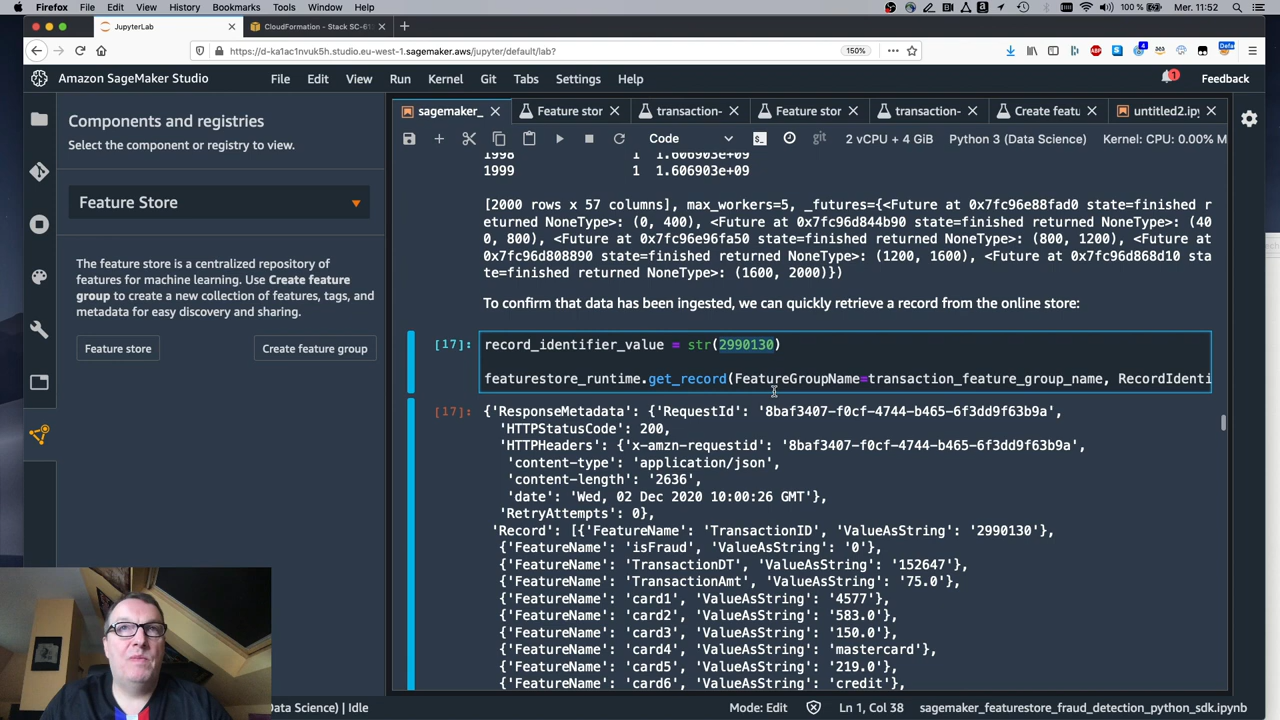 Firefox File Edit View History Bookmarks Tools Window Help 100 % Mer. 11:52
JupyterLab CloudFormation - Stack SC-61
https://d-ka1ac1nvuk5h.studio.eu-west-1.sagemaker.aws/jupyter/default/lab? 150%
Amazon SageMaker Studio File Edit View Run Kernel Git Tabs Settings Help 1 Feedback
sagemaker_ Feature stor transaction- Feature stor transaction- Create featu untitled2.ipy
Code git 2 vCPU + 4 GiB Python 3 (Data Science) Kernel: CPU: 0.00% M
Components and registries
Select the component or registry to view.
Feature Store
The feature store is a centralized repository
of features for machine learning. Use Create feature
group to create a new collection of features, tags, and
metadata for easy discovery and sharing.
Feature store Create feature group
1998 1 1.606903e+09
1999 1 1.606903e+09
[2000 rows x 57 columns], max_workers=5, _futures={<Future at 0x7fc96e88fad0 state=finished r
eturned NoneType>: (0, 400), <Future at 0x7fc96d844b90 state=finished returned NoneType>: (40
0, 800), <Future at 0x7fc96e96fa50 state=finished returned NoneType>: (800, 1200), <Future at
0x7fc96d808890 state=finished returned NoneType>: (1200, 1600), <Future at 0x7fc96d868d10 sta
te=finished returned NoneType>: (1600, 2000)})
To confirm that data has been ingested, we can quickly retrieve a record from the online store:
[17]: record_identifier_value = str(2990130)
featurestore_runtime.get_record(FeatureGroupName=transaction_feature_group_name, RecordIdenti
[17]: {'ResponseMetadata': {'RequestId': '8baf3407-f0cf-4744-b465-6f3dd9f63b9a',
'HTTPStatusCode': 200,
'HTTPHeaders': {'x-amzn-requestid': '8baf3407-f0cf-4744-b465-6f3dd9f63b9a',
'content-type': 'application/json',
'content-length': '2636',
'date': 'Wed, 02 Dec 2020 10:00:26 GMT'},
'RetryAttempts': 0},
'Record': [{'FeatureName': 'TransactionID', 'ValueAsString': '2990130'},
{'FeatureName': 'isFraud', 'ValueAsString': '0'},
{'FeatureName': 'TransactionDT', 'ValueAsString': '152647'},
{'FeatureName': 'TransactionAmt', 'ValueAsString': '75.0'},
{'FeatureName': 'card1', 'ValueAsString': '4577'},
{'FeatureName': 'card2', 'ValueAsString': '583.0'},
{'FeatureName': 'card3', 'ValueAsString': '150.0'},
{'FeatureName': 'card4', 'ValueAsString': 'mastercard'},
{'FeatureName': 'card5', 'ValueAsString': '219.0'},
{'FeatureName': 'card6', 'ValueAsString': 'credit'},
(Data Science) | Idle Mode: Edit Ln 1, Col 38 sagemaker_featurestore_fraud_detection_python_sdk.ipynb